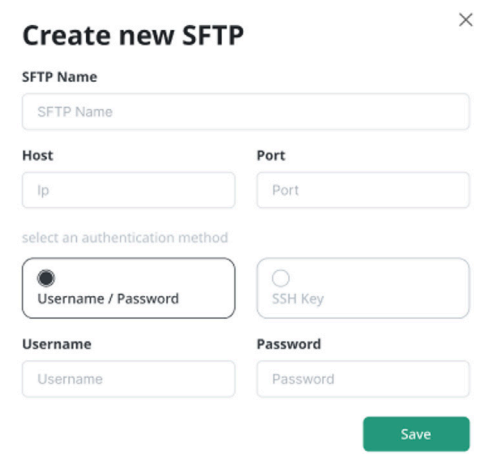 Create new SFTP
SFTP Name
SFTP Name
Host Port
Ip Port
select an authentication method
Username / Password SSH Key
Username Password
Username Password
Save